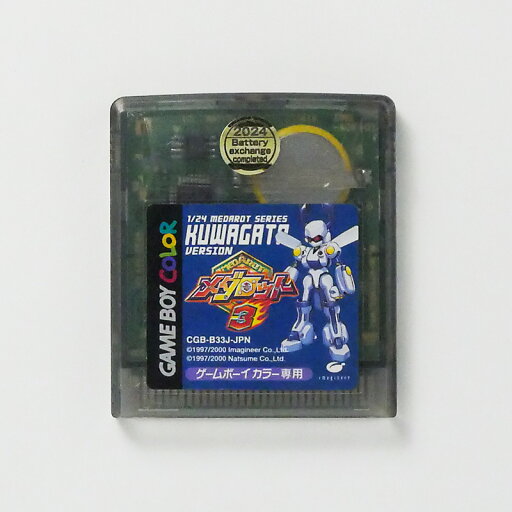 2024
Battery
exchange
completed
GAME BOY COLOR
1/24 MEDAROT SERIES
KUWAGATA
VERSION
メダロット
3
CGB-B33J-JPN
©1997/2000 Imagineer Co.,Ltd.
©1997/2000 Natsume Co.,Ltd.
ゲームボーイ カラー専用
imagineer